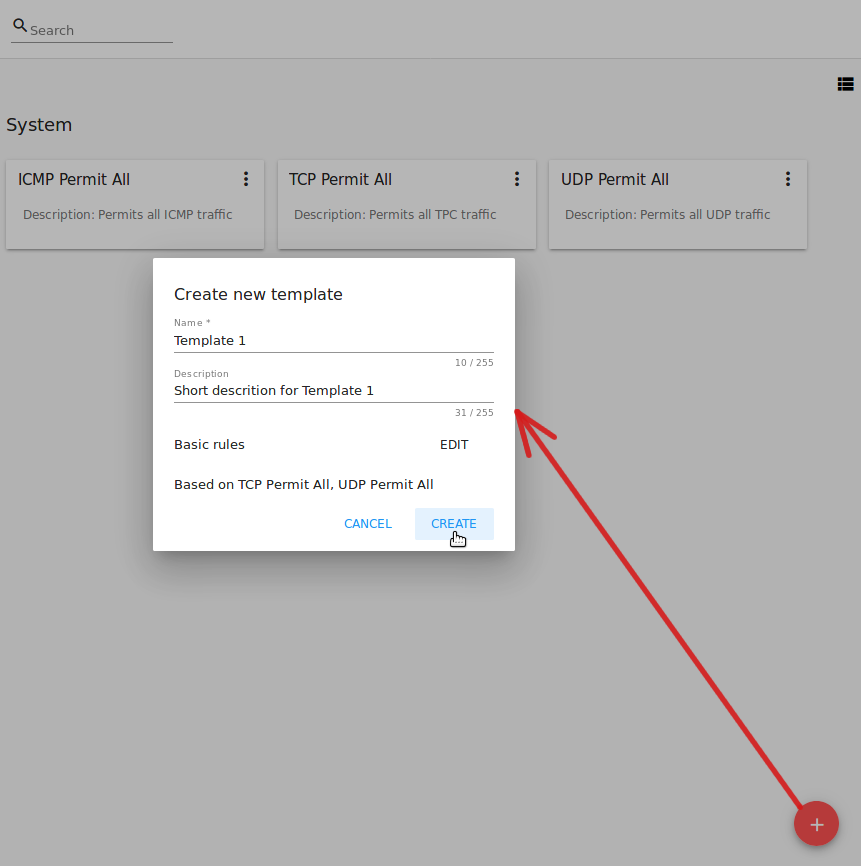 Search
System
ICMP Permit All
TCP Permit All
UDP Permit All
Description: Permits all ICMP traffic
Description: Permits all TPC traffic
Description: Permits all UDP traffic
Create new template
Name *
Template 1
10 / 255
Description
Short descrition for Template 1
31 / 255
Basic rules
EDIT
Based on TCP Permit All, UDP Permit All
CANCEL
CREATE